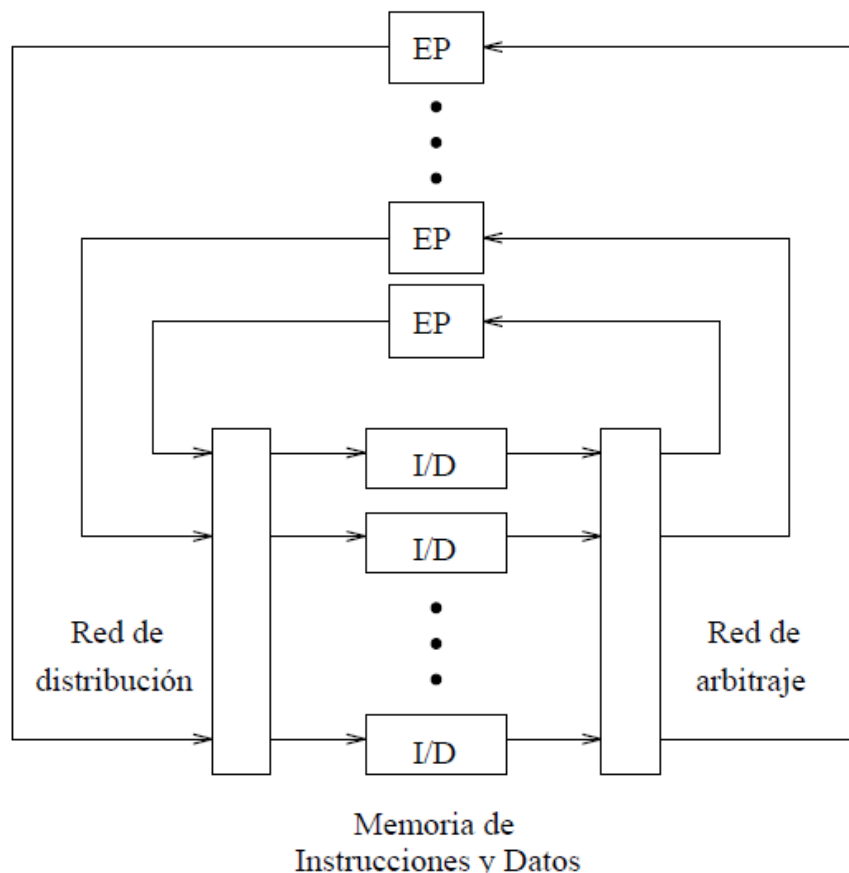 EP
EP
EP
I/D
I/D
Red de
distribución
Red de
arbitraje
I/D
Memoria de
Instrucciones y Datos